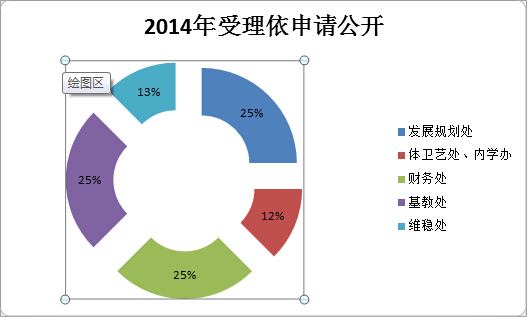 2014年受理依申请公开
绘图区
13%
25%
25%
12%
25%
发展规划处
体卫艺处、内学办
财务处
基教处
维稳处